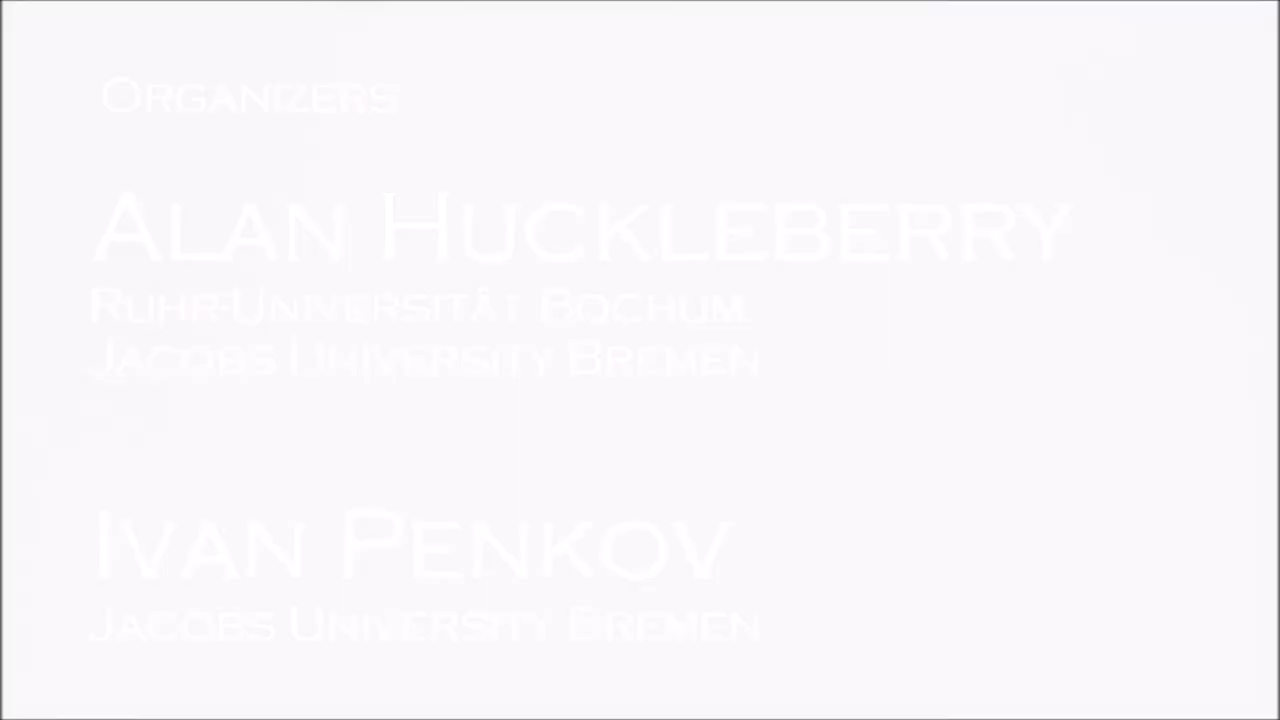 ORGANIZERS
ALAN HUCKLEBERRY
RUHR-UNIVERSITÄT BOCHUM
JACOBS UNIVERSITY BREMEN
IVAN PENKOV
JACOBS UNIVERSITY BREMEN